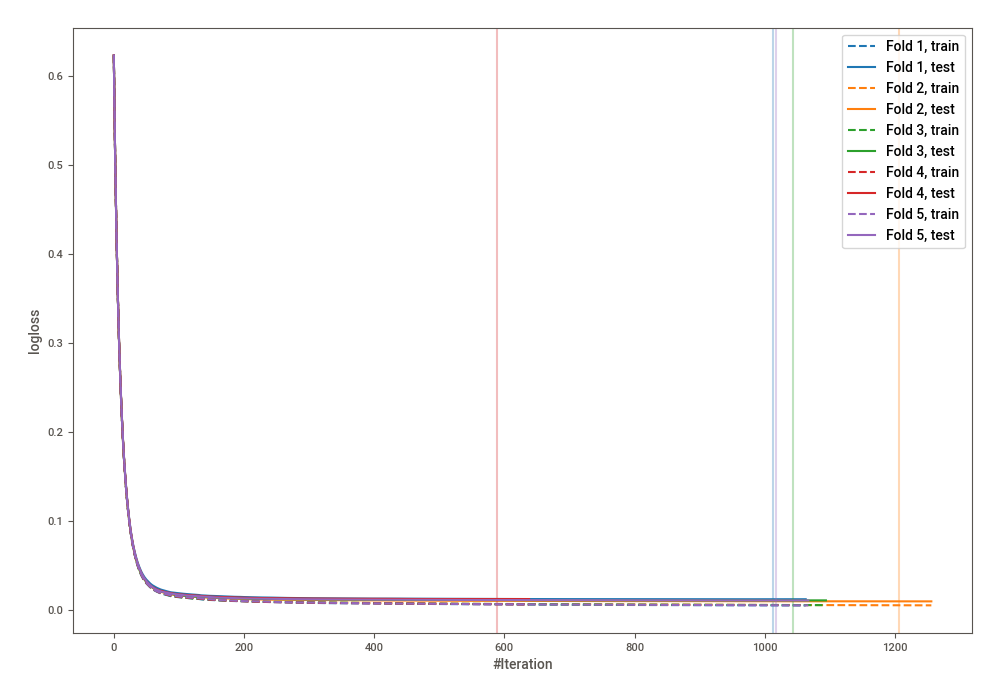 Fold 1, train
Fold 1, test
Fold 2, train
Fold 2, test
Fold 3, train
Fold 3, test
Fold 4, train
Fold 4, test
Fold 5, train
Fold 5, test
logloss
0.6
0.5
0.4
0.3
0.2
0.1
0.0
0 200 400 600 800 1000 1200
#Iteration